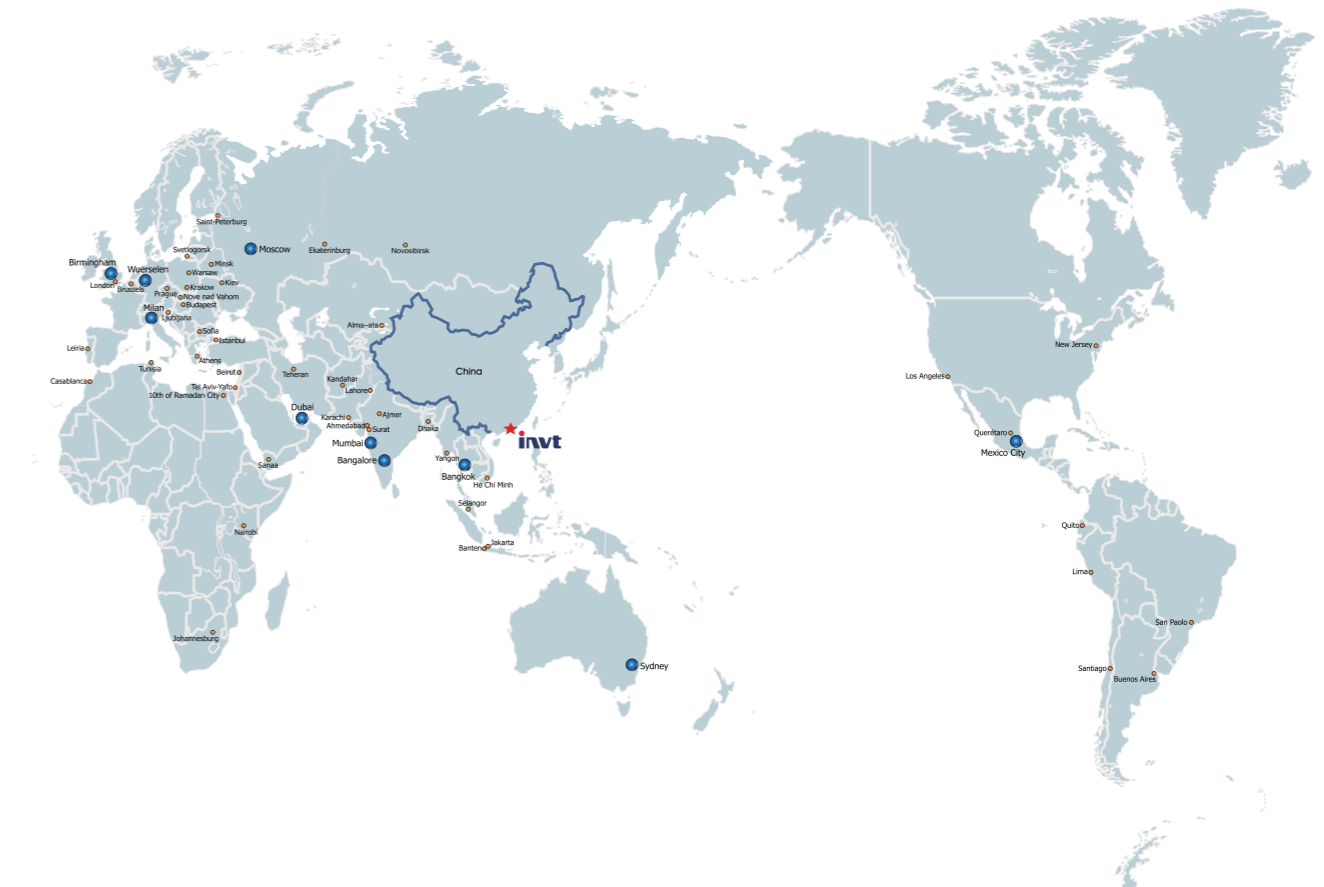 Saint-Peterburg
Svetlogorsk
Moscow
Ekaterinburg
Novosibirsk
Birmingham
Wuerselen
Minsk
Warsaw
London
Brussels
Prague
Krakow
Kiev
Nove nad Vahom
Budapest
Milan
Ljubljana
Sofia
Istanbul
Alma-ata
Leiria
Athens
Tunisia
Beirut
Teheran
Casablanca
Tel Aviv-Yafo
10th of Ramadan City
Kandahar
Lahore
China
New Jersey
Los Angeles
Dubai
Karachi
Ajmer
Ahmedabad
Surat
Dhaka
invt
Mumbai
Bangalore
Yangon
Bangkok
Ho Chi Minh
Querétaro
Mexico City
Sanaa
Selangor
Nairobi
Jakarta
Banten
Quito
Lima
Johannesburg
San Paolo
Sydney
Santiago
Buenos Aires